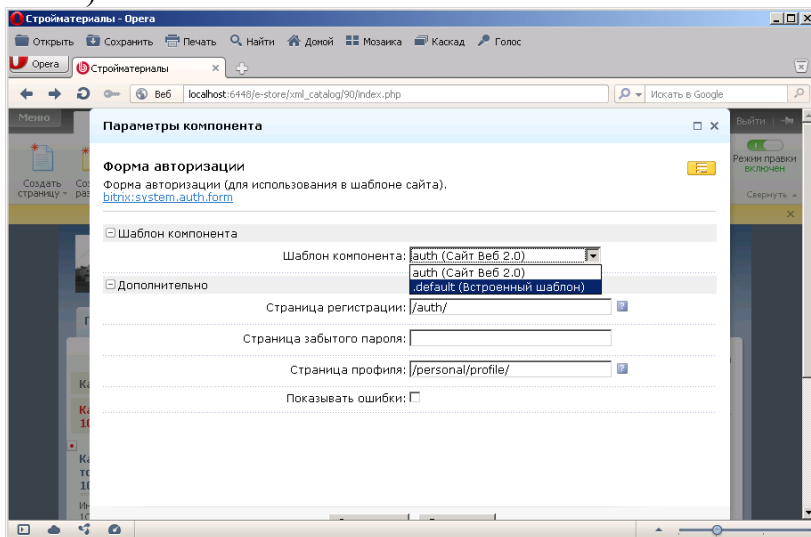 Стройматериалы - Opera
Открыть Сохранить Печать Найти Домой Мозаика Каскад Голос
Opera Стройматериалы
Веб localhost:6448/e-store/xml_catalog/90/index.php Искать в Google
Меню Параметры компонента Выйти
Форма авторизации
Форма авторизации (для использования в шаблоне сайта).
bitrix:system.auth.form
Создать
страницу
Режим правки
включен
Свернуть
Шаблон компонента
Шаблон компонента: auth (Сайт Веб 2.0)
auth (Сайт Веб 2.0)
.default (Встроенный шаблон)
Дополнительно
Страница регистрации: /auth/
Страница забытого пароля:
Страница профиля: /personal/profile/
Показывать ошибки: